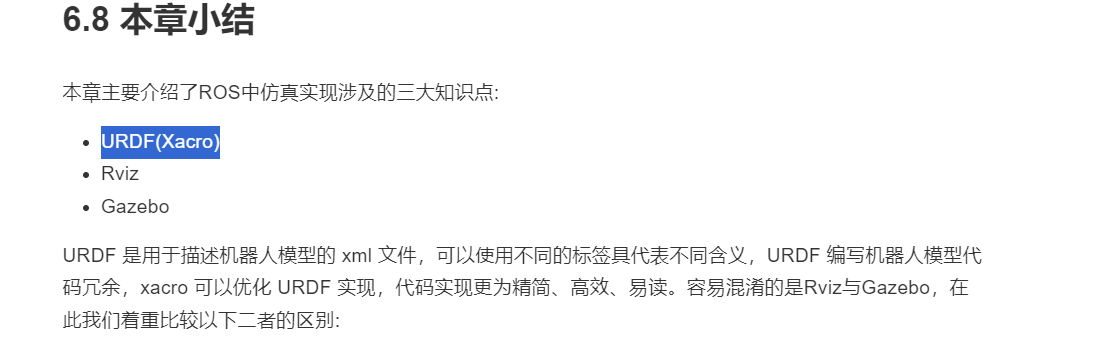 6.8 本章小结
本章主要介绍了ROS中仿真实现涉及的三大知识点:
• URDF(Xacro)
• Rviz
• Gazebo
URDF 是用于描述机器人模型的 xml 文件，可以使用不同的标签具代表不同含义，URDF 编写机器人模型代
码冗余，xacro 可以优化 URDF 实现，代码实现更为精简、高效、易读。容易混淆的是Rviz与Gazebo，在
此我们着重比较以下二者的区别: